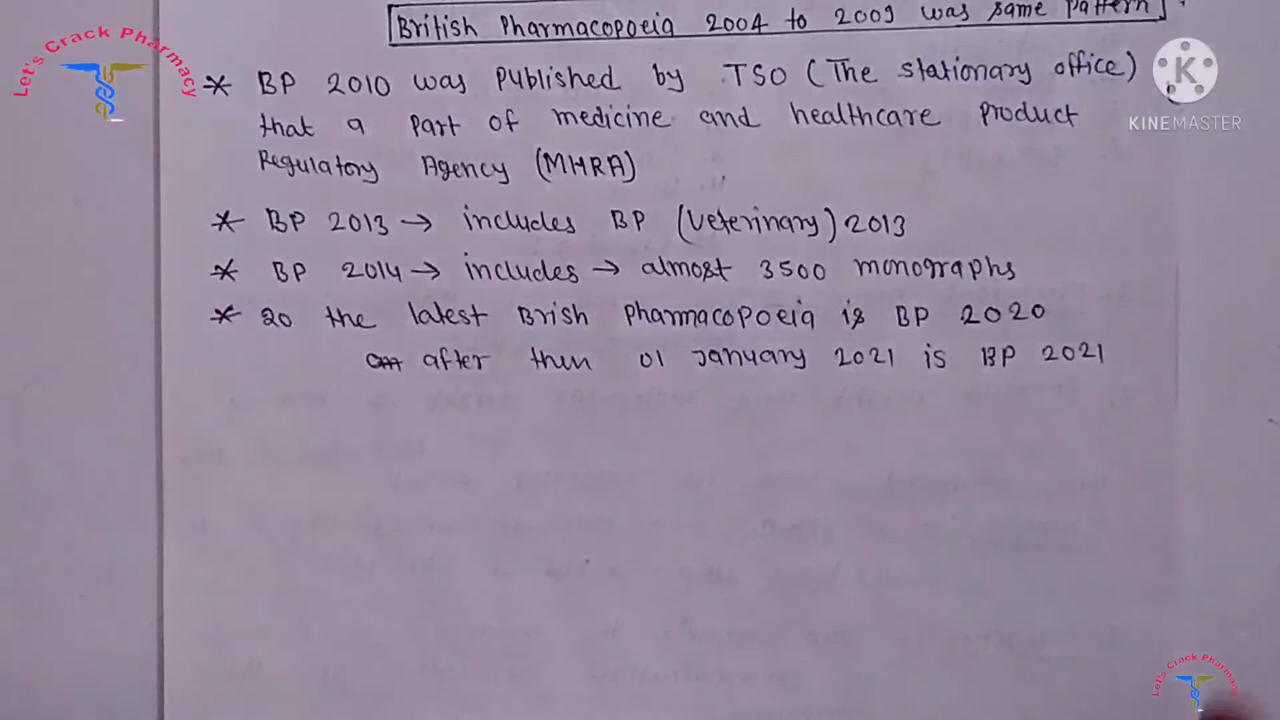 British Pharmacopoeia 2004 to 2009 was same pattern
Let's Crack Pharmacy
* BP 2010 was published by TSO (The stationary office)
K
KINEMASTER
that a part of medicine and healthcare product
Regulatory Agency (MHRA)
* BP 2013 → includes BP (veterinary) 2013
* BP 2014 → includes → almost 3500 monographs
* so the latest Brish pharmacopoeia is BP 2020
after then 01 January 2021 is BP 2021
Let's Crack Pharmacy